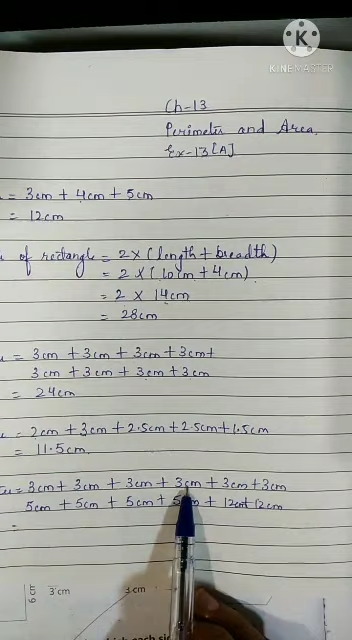 K
KINEMASTER
Ch-13
Perimeter and Area
Ex-13[A]
= 3cm + 4cm + 5cm
= 12cm
of rectangle = 2 × (length + breadth)
= 2 × (10cm + 4cm)
= 2 × 14cm
= 28cm
= 3cm + 3cm + 3cm + 3cm +
3cm + 3cm + 3cm + 3cm
= 24cm
= 2cm + 3cm + 2.5cm + 2.5cm + 1.5cm
= 11.5cm
= 3cm + 3cm + 3cm + 3cm + 3cm + 3cm
5cm + 5cm + 5cm + 5cm + 12cm + 12cm
=
6 cm
3 cm
3 cm